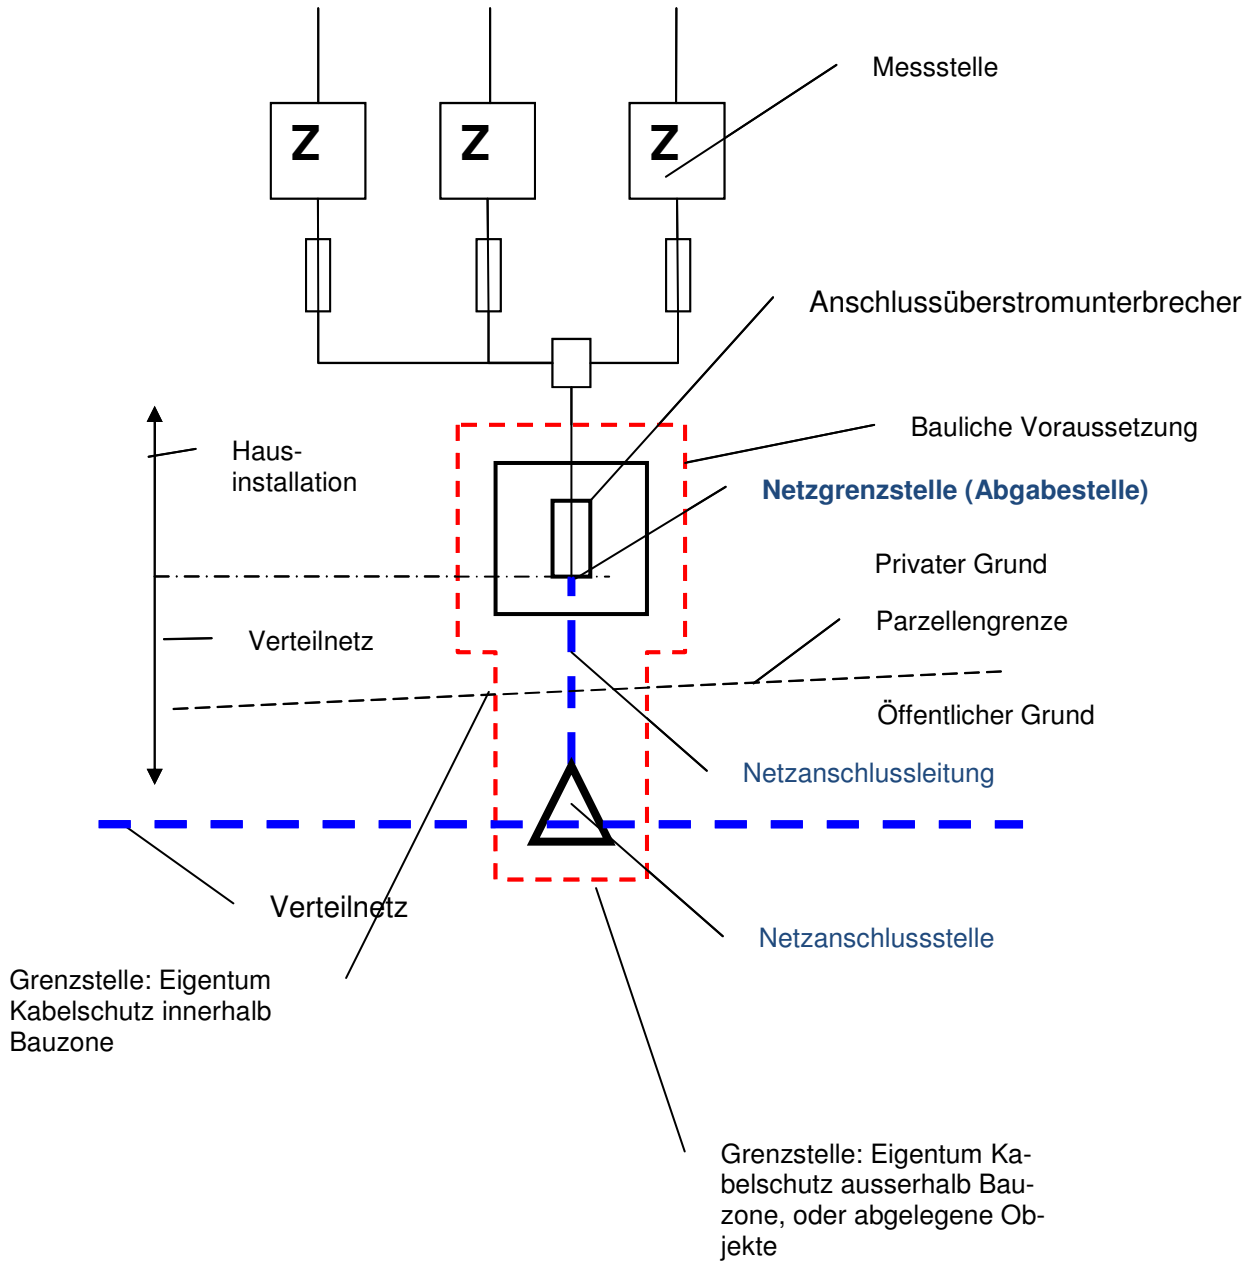 Messstelle
Z
Z
Z
Anschlussüberstromunterbrecher
Bauliche Voraussetzung
Haus-
installation
Netzgrenzstelle (Abgabestelle)
Privater Grund
Parzellengrenze
Verteilnetz
Öffentlicher Grund
Netzanschlussleitung
Verteilnetz
Netzanschlussstelle
Grenzstelle: Eigentum
Kabelschutz innerhalb
Bauzone
Grenzstelle: Eigentum Ka-
belschutz ausserhalb Bau-
zone, oder abgelegene Ob-
jekte